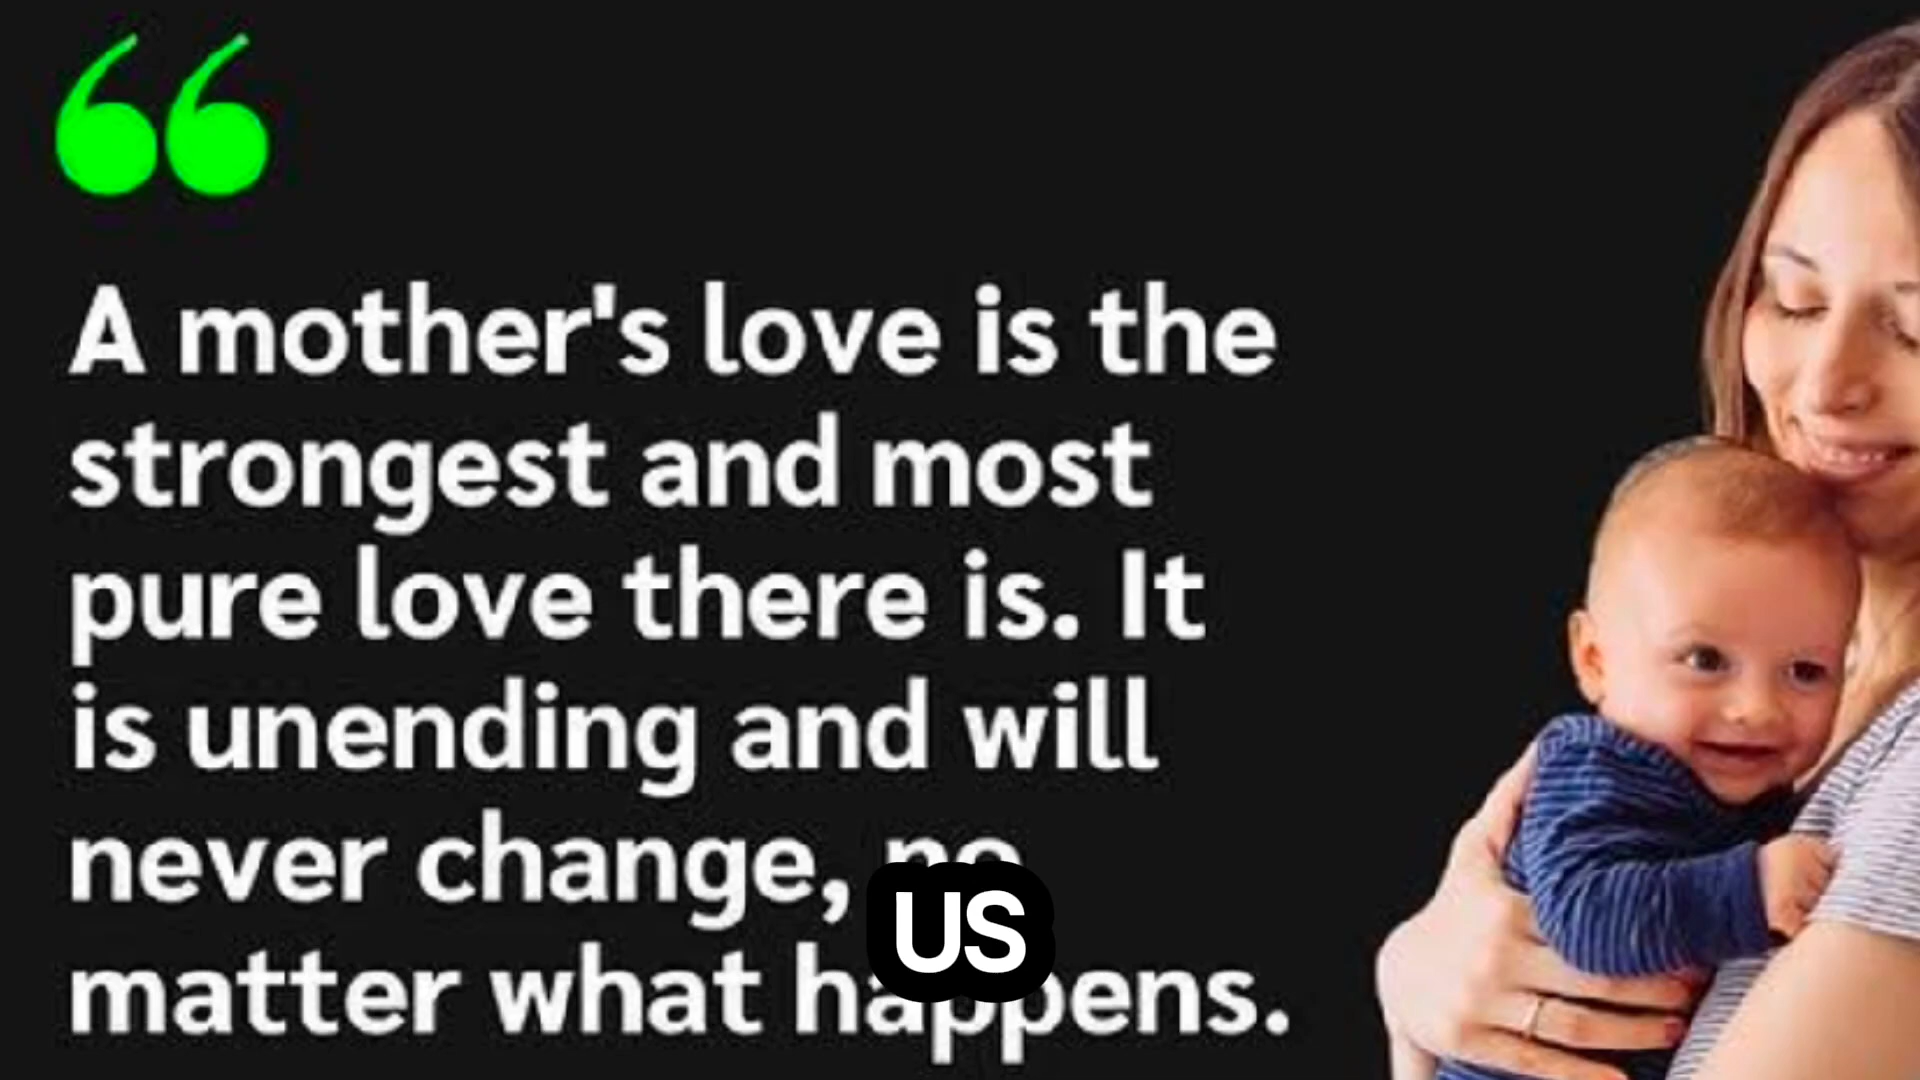 “
A mother's love is the
strongest and most
pure love there is. It
is unending and will
never change, no
US
matter what happens.